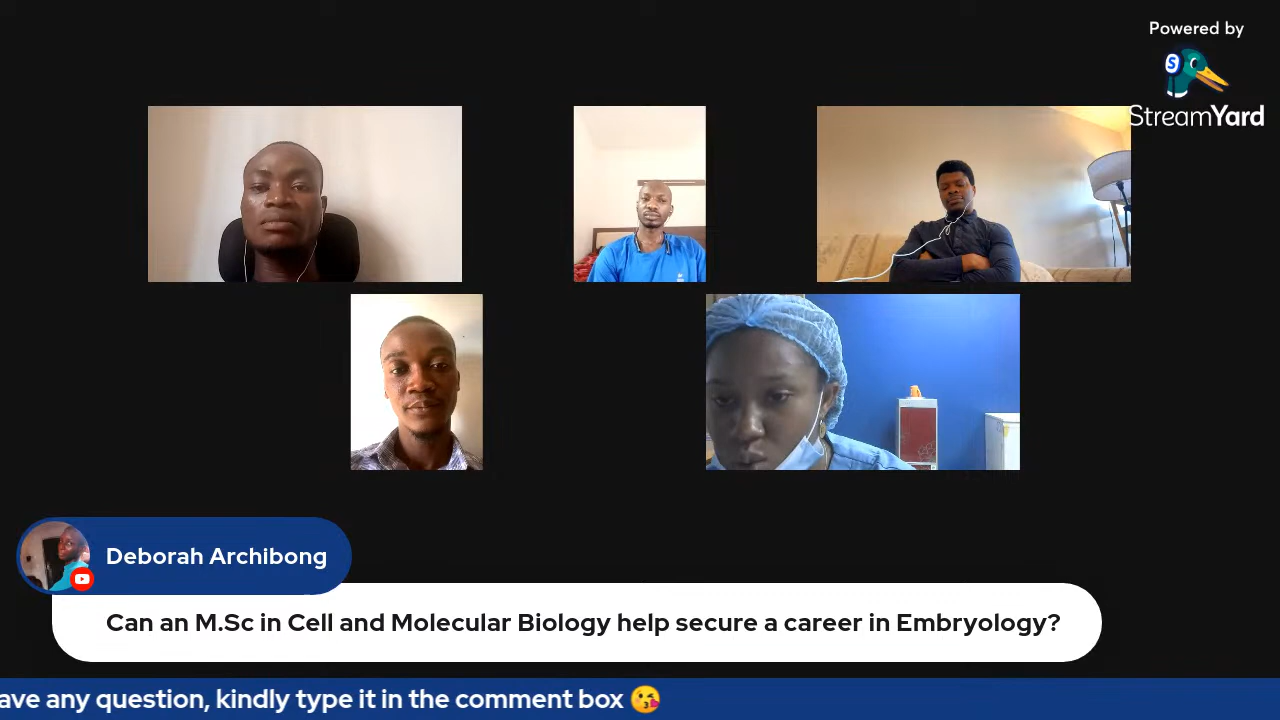 Powered by
StreamYard
Deborah Archibong
Can an M.Sc in Cell and Molecular Biology help secure a career in Embryology?
ave any question, kindly type it in the comment box 😘